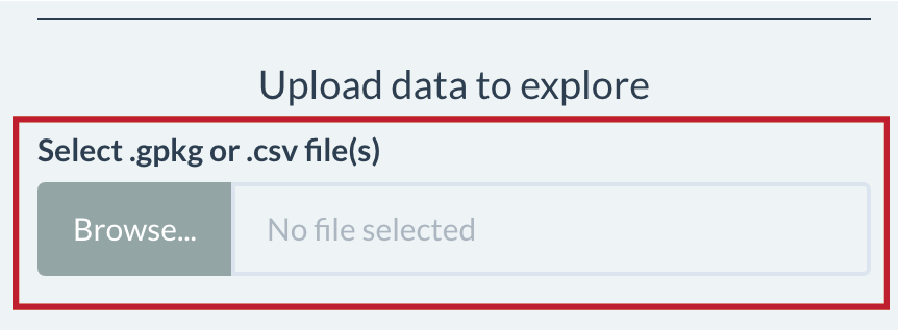 Upload data to explore
Select .gpkg or .csv file(s)
Browse...
No file selected